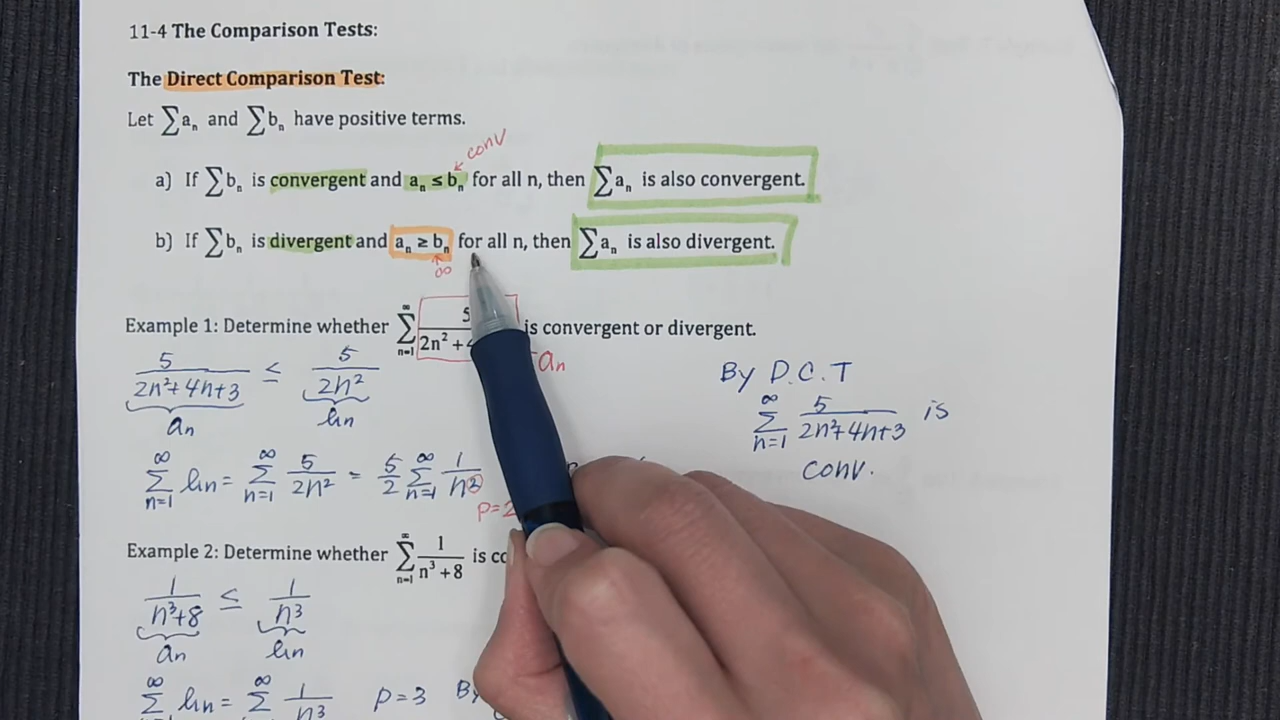 11-4 The Comparison Tests:
The Direct Comparison Test:
Let ∑aₙ and ∑bₙ have positive terms.
conv
a) If ∑bₙ is convergent and aₙ ≤ bₙ for all n, then ∑aₙ is also convergent.
b) If ∑bₙ is divergent and aₙ ≥ bₙ for all n, then ∑aₙ is also divergent.
∞
Example 1: Determine whether ∑_{n=1}^{∞} 5/(2n² + is convergent or divergent.
aₙ
5/(2n²+4n+3) ≤ 5/(2n²)
aₙ bₙ
By D.C.T
∑_{n=1}^{∞} 5/(2n²+4n+3) is
conv.
∑_{n=1}^{∞} bₙ = ∑_{n=1}^{∞} 5/(2n²) = 5/2 ∑_{n=1}^{∞} 1/n²
p=2
Example 2: Determine whether ∑_{n=1}^{∞} 1/(n³+8) is
1/(n³+8) ≤ 1/n³
aₙ bₙ
∑_{n=1}^{∞} bₙ = ∑^{∞} 1/n³ p=3 By